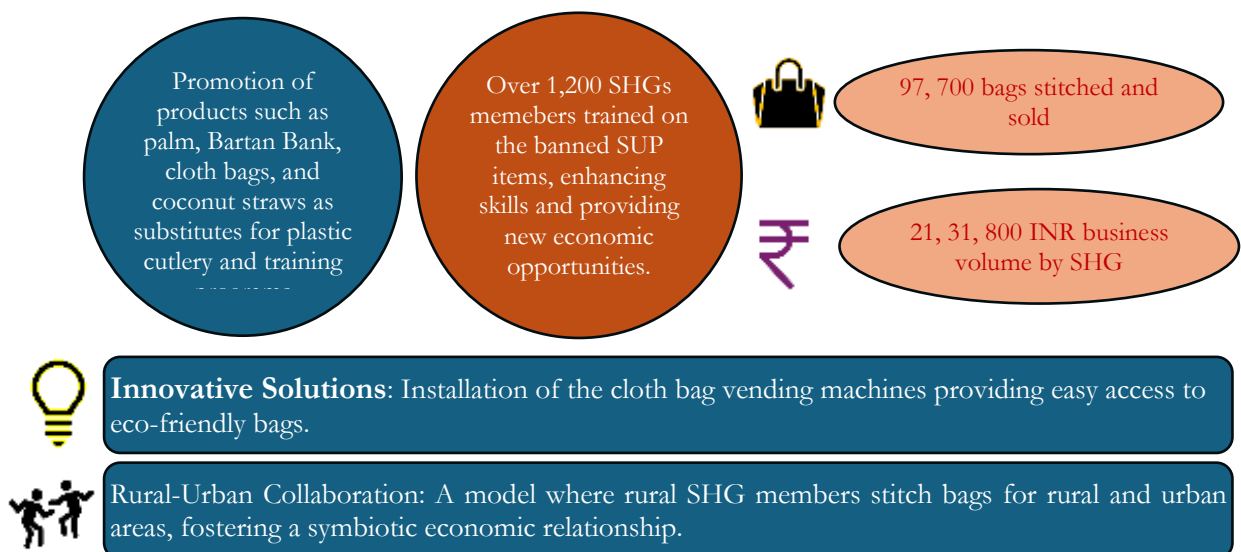 Promotion of
products such as
palm, Bartan Bank,
cloth bags, and
coconut straws as
substitutes for plastic
cutlery and training
Over 1,200 SHGs
memebers trained on
the banned SUP
items, enhancing
skills and providing
new economic
opportunities.
97, 700 bags stitched and
sold
21, 31, 800 INR business
volume by SHG
Innovative Solutions: Installation of the cloth bag vending machines providing easy access to
eco-friendly bags.
Rural-Urban Collaboration: A model where rural SHG members stitch bags for rural and urban
areas, fostering a symbiotic economic relationship.